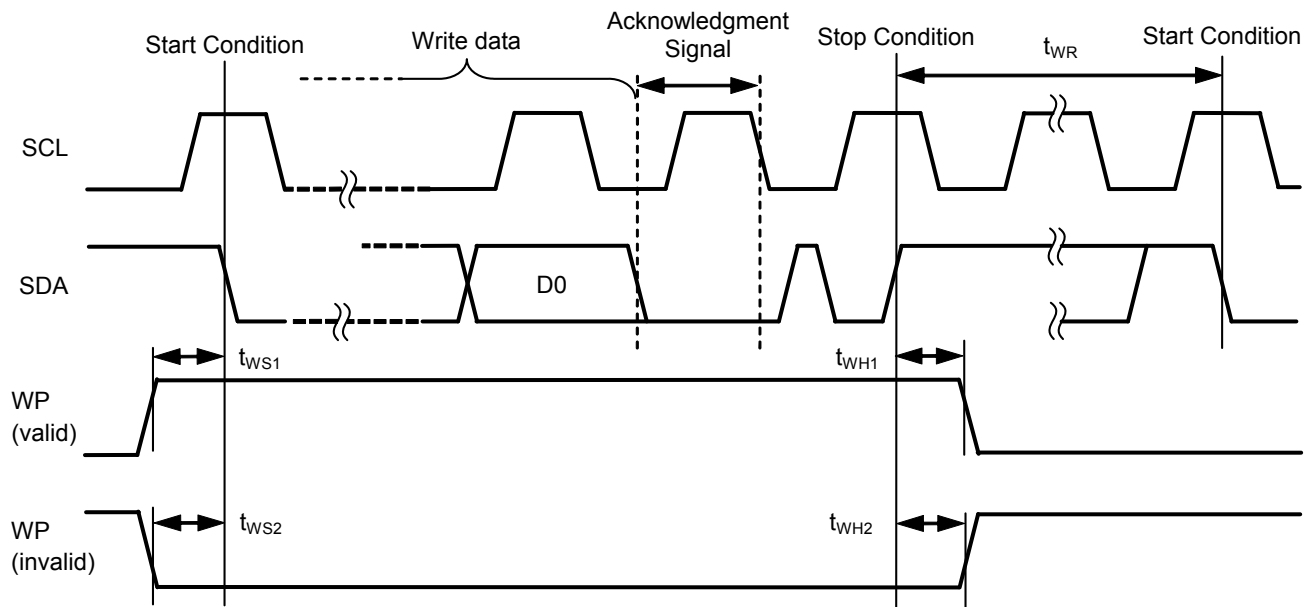 Start Condition
Write data
Acknowledgment
Signal
Stop Condition
tWR
Start Condition
SCL
SDA
D0
tWS1
tWH1
WP
(valid)
tWS2
tWH2
WP
(invalid)